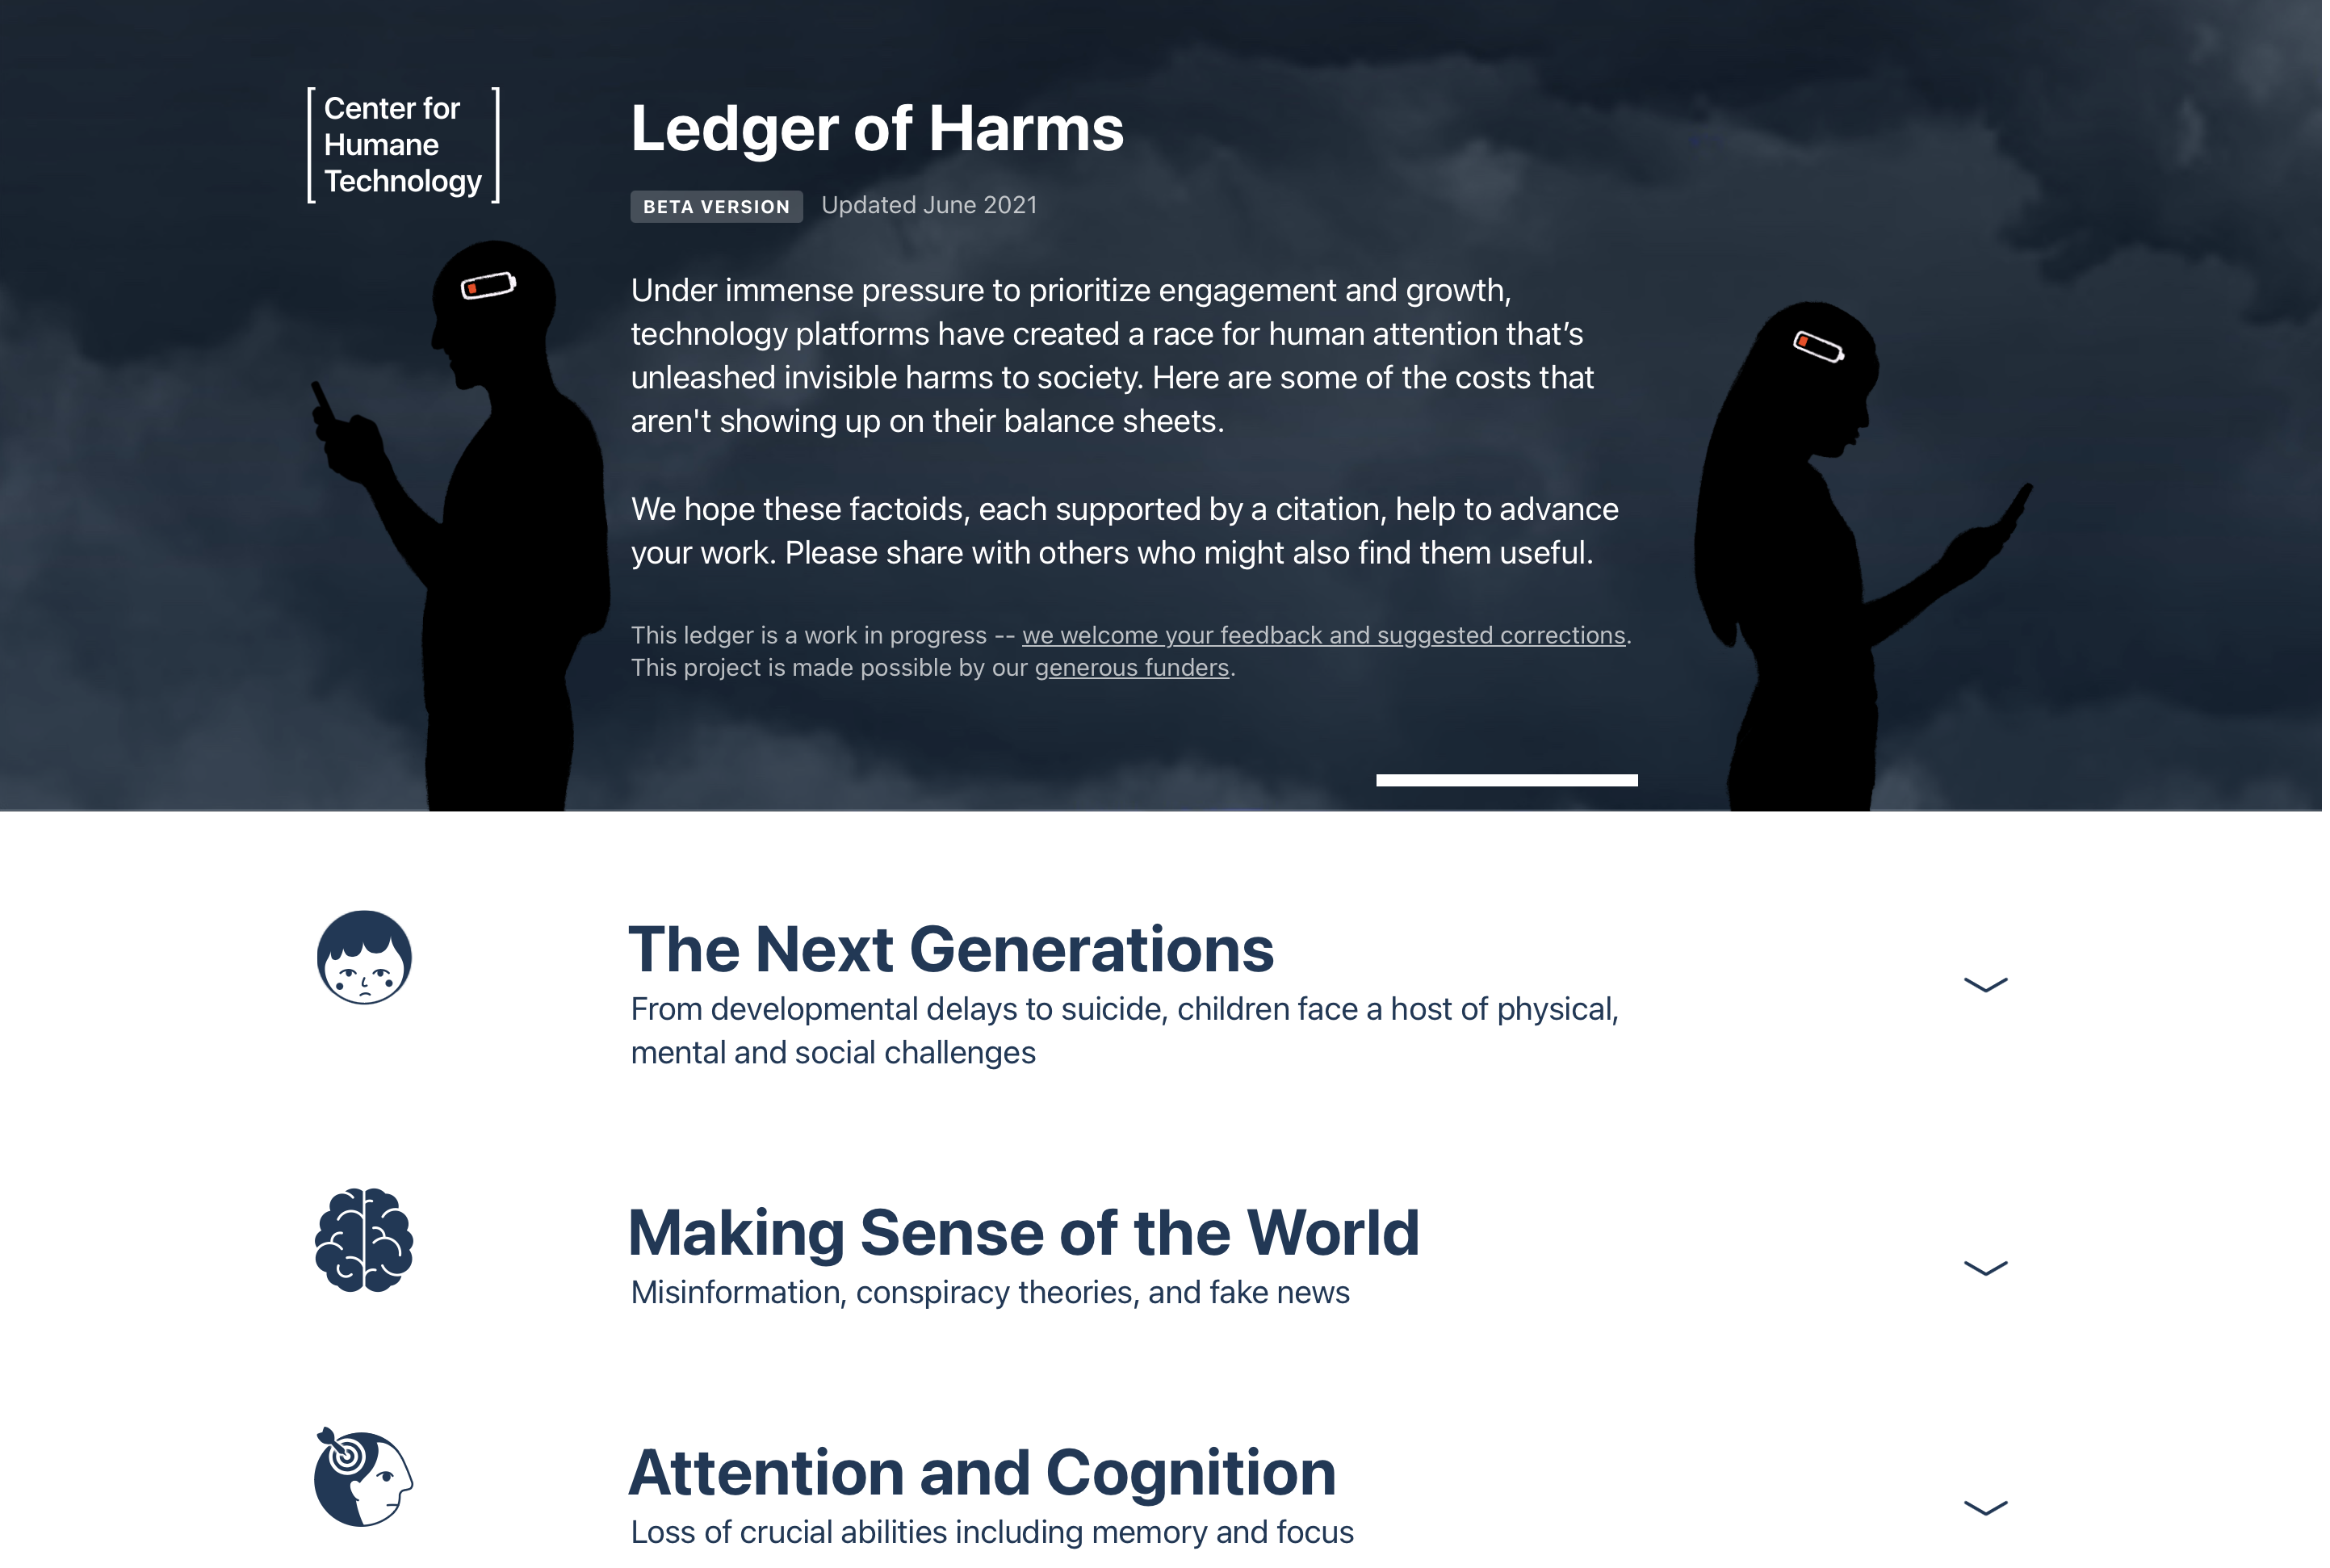 Center for
Humane
Technology
Ledger of Harms
BETA VERSION Updated June 2021
Under immense pressure to prioritize engagement and growth,
technology platforms have created a race for human attention that’s
unleashed invisible harms to society. Here are some of the costs that
aren't showing up on their balance sheets.
We hope these factoids, each supported by a citation, help to advance
your work. Please share with others who might also find them useful.
This ledger is a work in progress -- we welcome your feedback and suggested corrections.
This project is made possible by our generous funders.
The Next Generations
From developmental delays to suicide, children face a host of physical,
mental and social challenges
Making Sense of the World
Misinformation, conspiracy theories, and fake news
Attention and Cognition
Loss of crucial abilities including memory and focus